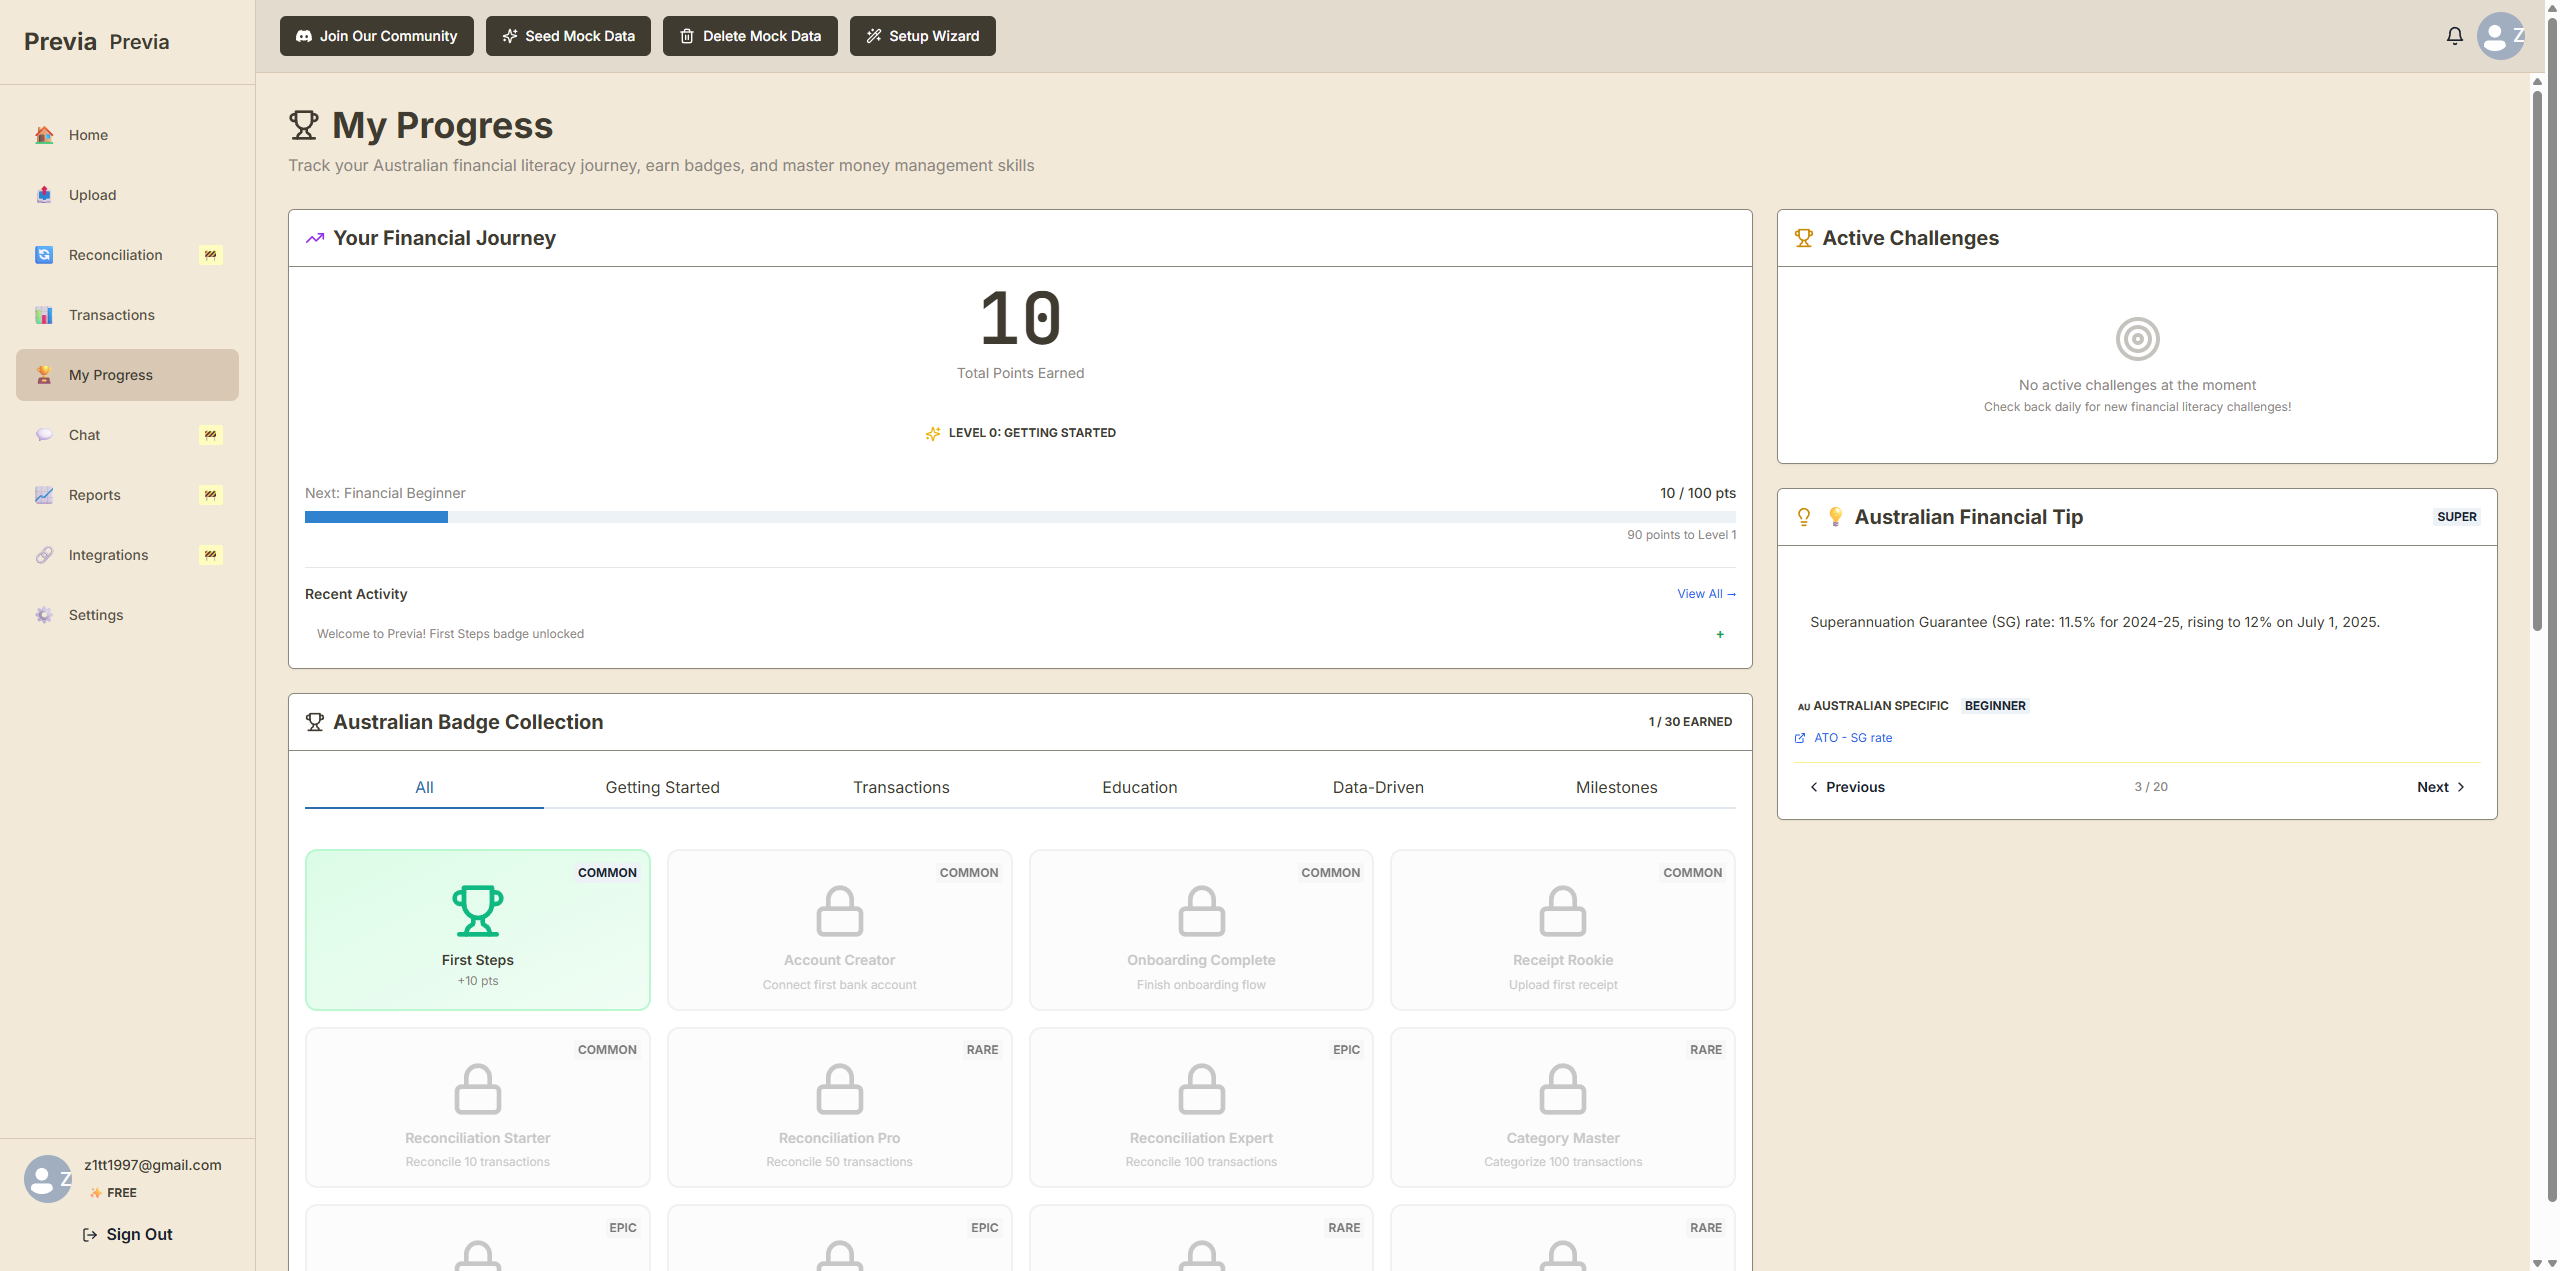 Previa Previa
Join Our Community
Seed Mock Data
Delete Mock Data
Setup Wizard
Z
Home
Upload
Reconciliation
Transactions
My Progress
Chat
Reports
Integrations
Settings
z1tt1997@gmail.com
Z
FREE
Sign Out
My Progress
Track your Australian financial literacy journey, earn badges, and master money management skills
Your Financial Journey
10
Total Points Earned
LEVEL 0: GETTING STARTED
Next: Financial Beginner
10 / 100 pts
90 points to Level 1
Recent Activity
View All →
Welcome to Previa! First Steps badge unlocked
+
Australian Badge Collection
1 / 30 EARNED
All
Getting Started
Transactions
Education
Data-Driven
Milestones
COMMON
First Steps
+10 pts
COMMON
Account Creator
Connect first bank account
COMMON
Onboarding Complete
Finish onboarding flow
COMMON
Receipt Rookie
Upload first receipt
COMMON
Reconciliation Starter
Reconcile 10 transactions
RARE
Reconciliation Pro
Reconcile 50 transactions
EPIC
Reconciliation Expert
Reconcile 100 transactions
RARE
Category Master
Categorize 100 transactions
EPIC
EPIC
RARE
RARE
Active Challenges
No active challenges at the moment
Check back daily for new financial literacy challenges!
Australian Financial Tip
SUPER
Superannuation Guarantee (SG) rate: 11.5% for 2024-25, rising to 12% on July 1, 2025.
AU AUSTRALIAN SPECIFIC
BEGINNER
ATO - SG rate
Previous
3 / 20
Next